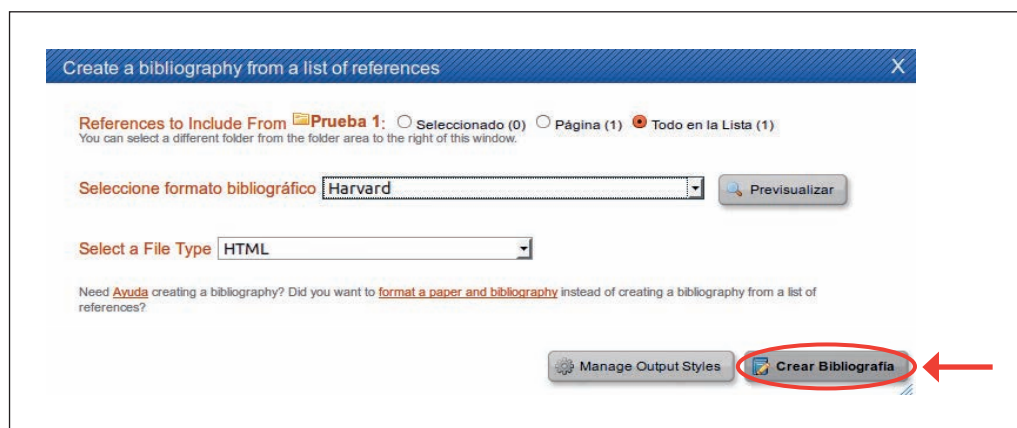 Create a bibliography from a list of references X
References to Include From Prueba 1: Seleccionado (0) Página (1) Todo en la Lista (1)
You can select a different folder from the folder area to the right of this window.
Seleccione formato bibliográfico Harvard Previsualizar
Select a File Type HTML
Need Ayuda creating a bibliography? Did you want to format a paper and bibliography instead of creating a bibliography from a list of
references?
Manage Output Styles Crear Bibliografía